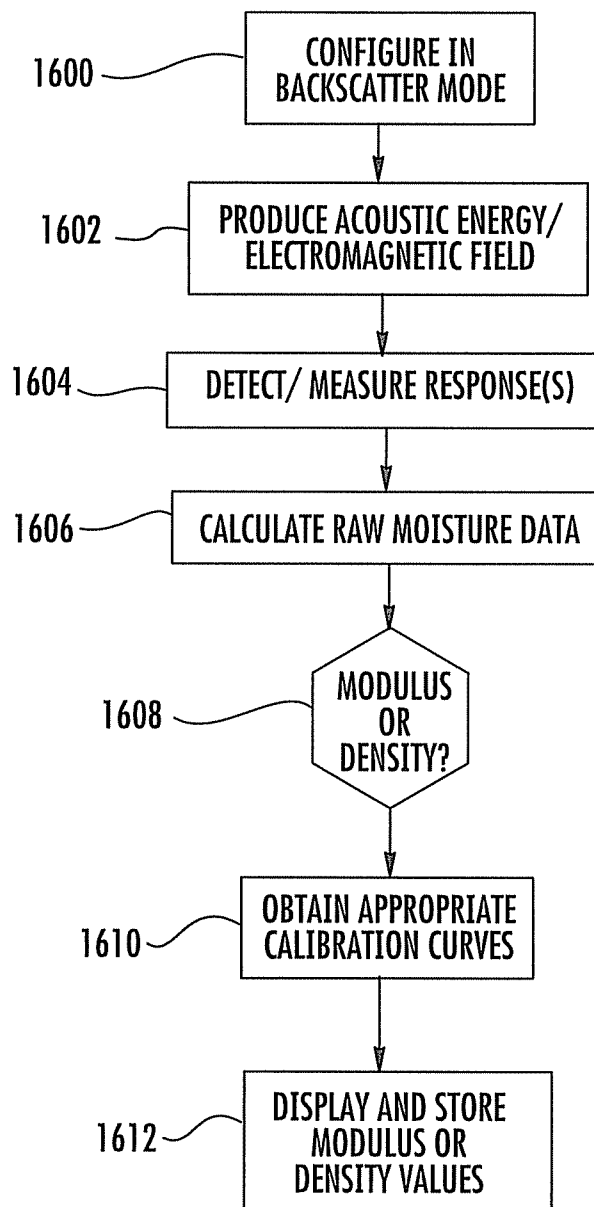 1600
CONFIGURE IN
BACKSCATTER MODE
1602
PRODUCE ACOUSTIC ENERGY/
ELECTROMAGNETIC FIELD
1604
DETECT/ MEASURE RESPONSE(S)
1606
CALCULATE RAW MOISTURE DATA
1608
MODULUS
OR
DENSITY?
1610
OBTAIN APPROPRIATE
CALIBRATION CURVES
1612
DISPLAY AND STORE
MODULUS OR
DENSITY VALUES